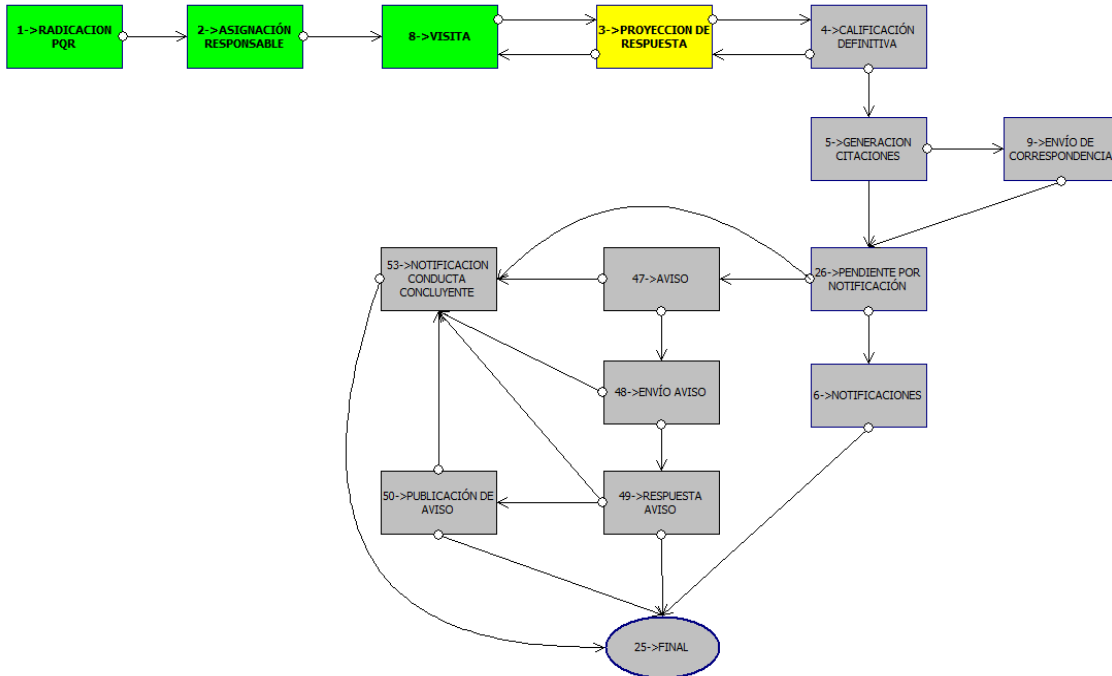 1->RADICACION
PQR
2->ASIGNACIÓN
RESPONSABLE
8->VISITA
3->PROYECCION DE
RESPUESTA
4->CALIFICACIÓN
DEFINITIVA
5->GENERACION
CITACIONES
9->ENVÍO DE
CORRESPONDENCIA
53->NOTIFICACION
CONDUCTA
CONCLUYENTE
47->AVISO
26->PENDIENTE POR
NOTIFICACIÓN
48->ENVÍO AVISO
6->NOTIFICACIONES
50->PUBLICACIÓN DE
AVISO
49->RESPUESTA
AVISO
25->FINAL